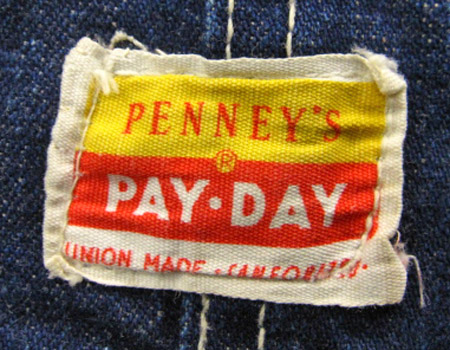 PENNEY'S
®
PAY·DAY
UNION MADE · SANFORIZED·